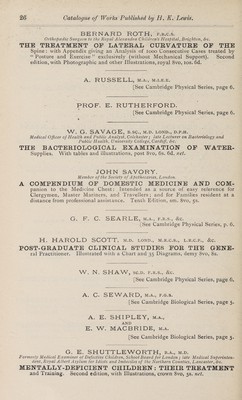 26 Catalogue of Works Published by H. K. Lewis.
BERNARD ROTH, F.R.C.S.
Orthopædic Surgeon to the Royal Alexandra Children's Hospital, Brighton, &c.
THE TREATMENT OF LATERAL CURVATURE OF THE
Spine: with Appendix giving an Analysis of 1000 Consecutive Cases treated by
"Posture and Exercise" exclusively (without Mechanical Support). Second
edition, with Photographic and other Illustrations, royal 8vo, 10s. 6d.
A. RUSSELL, M.A., M.I.E.E.
[See Cambridge Physical Series, page 6.
PROF. E. RUTHERFORD.
[See Cambridge Physical Series, page 6.
W. G. SAVAGE, B.SC., M.D. LOND., D.P.H.
Medical Officer of Health and Public Analyst, Colchester; late Lecturer on Bacteriology and
Public Health, University College, Cardiff, &c.
THE BACTERIOLOGICAL EXAMINATION OF WATER-
Supplies. With tables and illustrations, post 8vo, 6s. 6d. net.
JOHN SAVORY.
Member of the Society of Apothecaries, London.
A COMPENDIUM OF DOMESTIC MEDICINE AND COM-
panion to the Medicine Chest: Intended as a source of easy reference for
Clergymen, Master Mariners, and Travellers; and for Families resident at a
distance from professional assistance. Tenth Edition, sm. 8vo, 5s.
G. F. C. SEARLE, M.A., F.R.S., &c.
[See Cambridge Physical Series, p. 6.
H. HAROLD SCOTT, M.B. LOND., M.R.C.S., L.R.C.P., &c.
POST-GRADUATE CLINICAL STUDIES FOR THE GENE-
ral Practitioner. Illustrated with 2 Chart and 35 Diagrams, demy 8vo, 8s.
W. N. SHAW, M.D. F.R.S., &c.
[See Cambridge Physical Series, page 6.
A. C. SEWARD, M.A., F.G.S.
[See Cambridge Biological Series, page 5.
A. E. SHIPLEY, M.A.,
AND
E. W. MACBRIDE, M.A.
[See Cambridge Biological Series, page 5.
G. E. SHUTTLEWORTH, B.A., M.D.
Formerly Medical Examiner of Defective Children, School Board for London; late Medical Superinten-
dent, Royal Albert Asylum for Idiots and Imbeciles of the Northern Counties, Lancaster, &c.
MENTALLY-DEFICIENT CHILDREN: THEIR TREATMENT
and Training. Second edition, with Illustrations, crown 8vo, 5s. net.